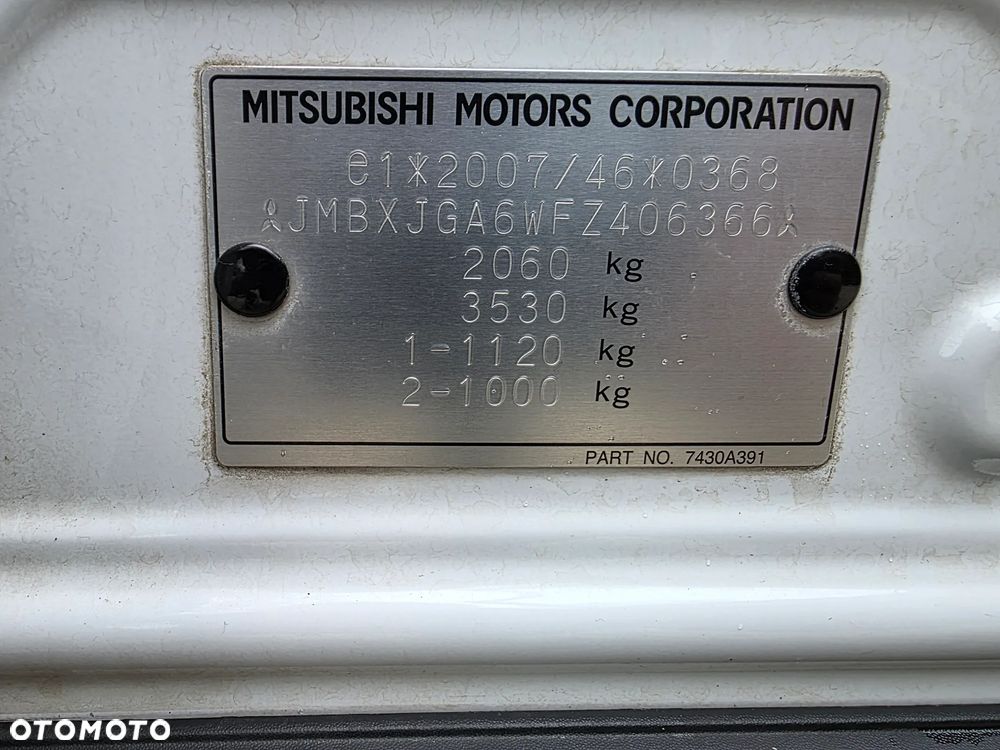 MITSUBISHI MOTORS CORPORATION
e1*2007/46*0368
JMBXJGA6WFZ406366
2060 kg
3530 kg
1-1120 kg
2-1000 kg
PART NO. 7430A391
OTOMOTO